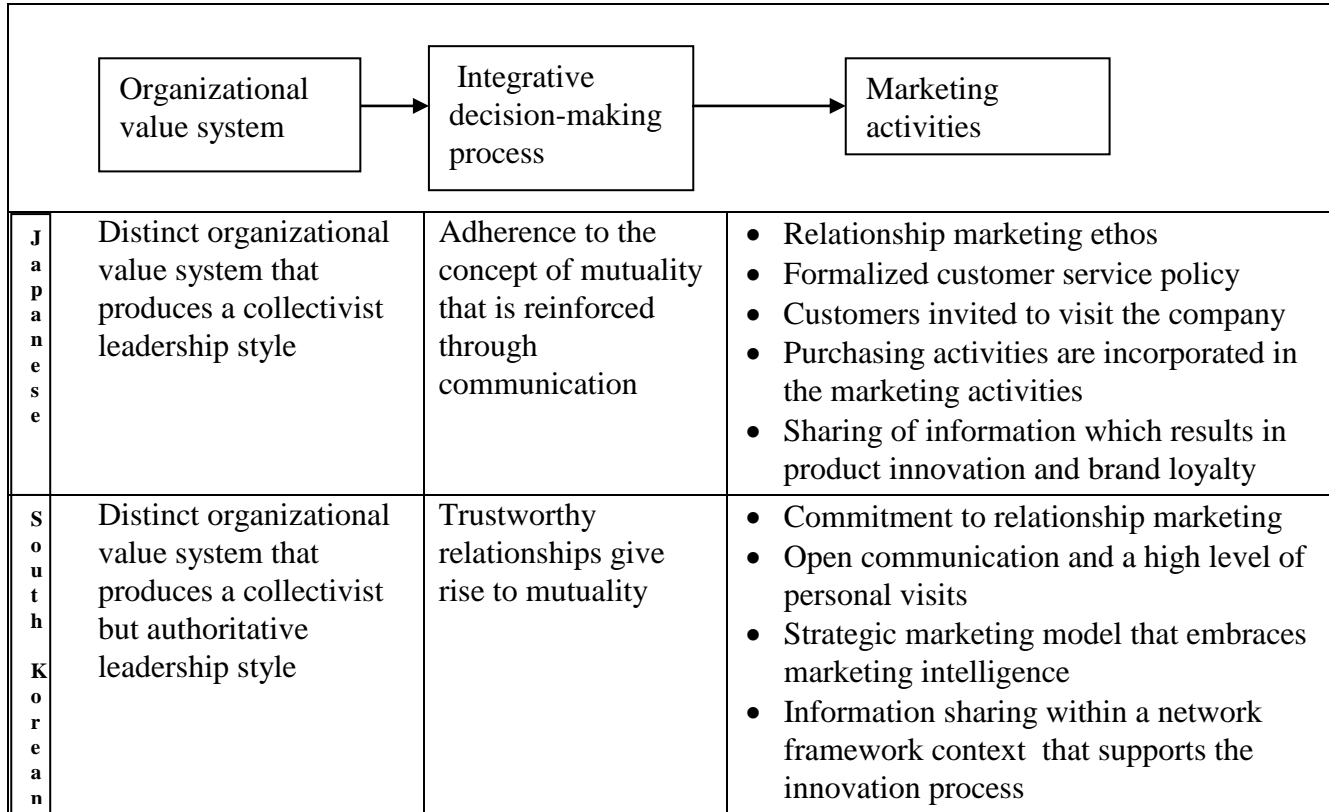 Organizational
value system
Integrative
decision-making
process
Marketing
activities
Japanese
Distinct organizational
value system that
produces a collectivist
leadership style
Adherence to the
concept of mutuality
that is reinforced
through
communication
• Relationship marketing ethos
• Formalized customer service policy
• Customers invited to visit the company
• Purchasing activities are incorporated in
the marketing activities
• Sharing of information which results in
product innovation and brand loyalty
South Korean
Distinct organizational
value system that
produces a collectivist
but authoritative
leadership style
Trustworthy
relationships give
rise to mutuality
• Commitment to relationship marketing
• Open communication and a high level of
personal visits
• Strategic marketing model that embraces
marketing intelligence
• Information sharing within a network
framework context that supports the
innovation process